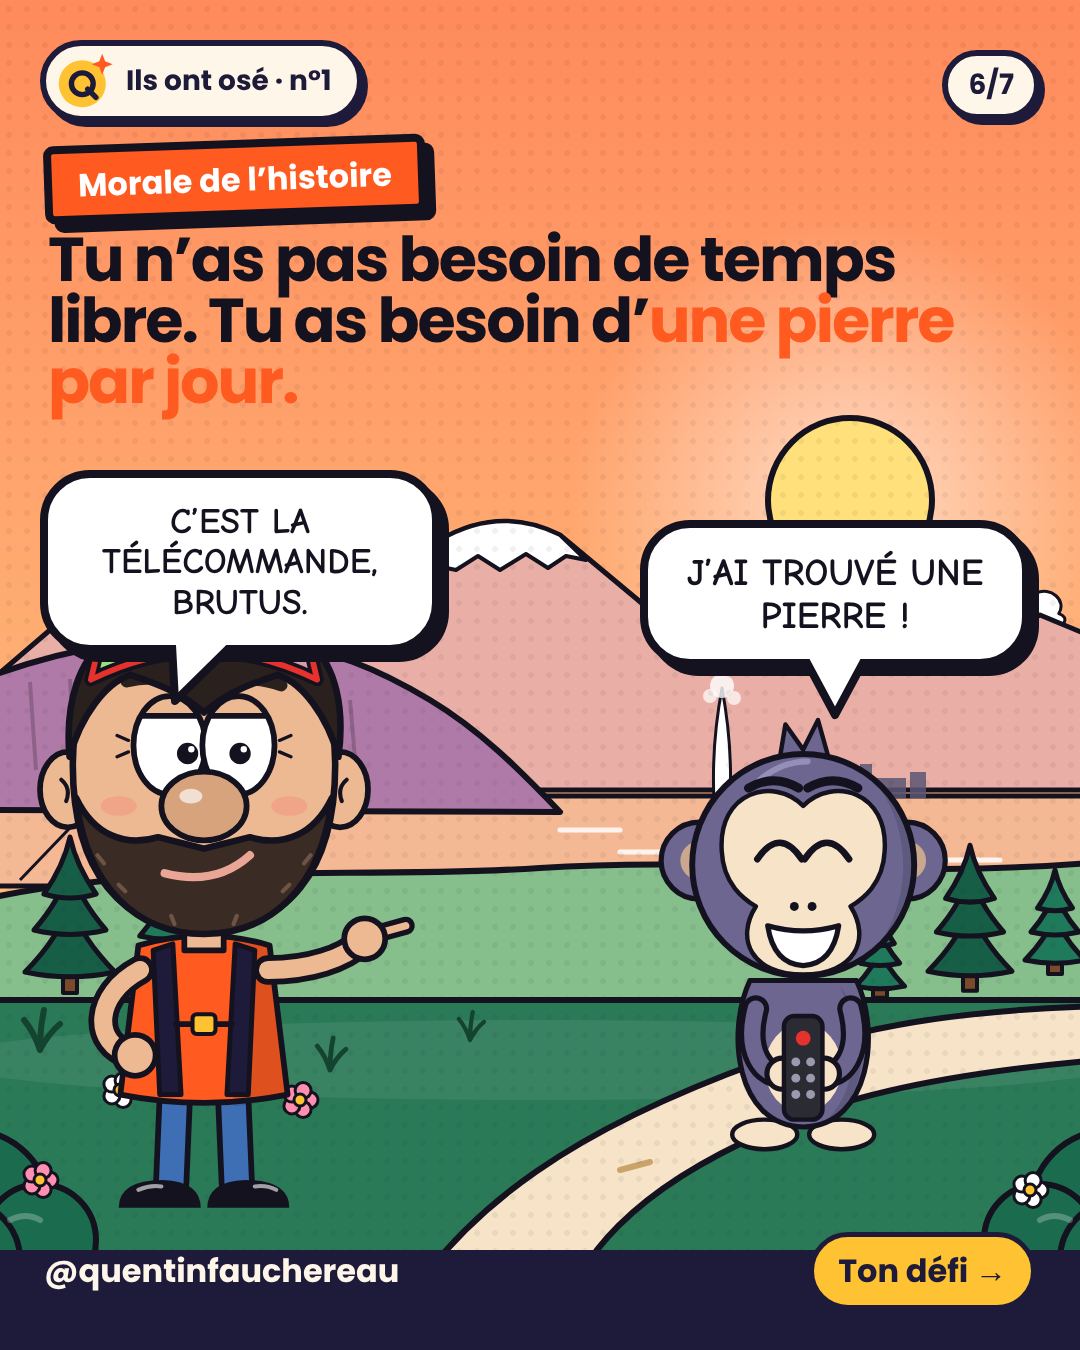 Q Ils ont osé · n°1
6/7
Morale de l’histoire
Tu n’as pas besoin de temps
libre. Tu as besoin d’une pierre
par jour.
C’EST LA
TÉLÉCOMMANDE,
BRUTUS.
J’AI TROUVÉ UNE
PIERRE !
@quentinfauchereau
Ton défi →